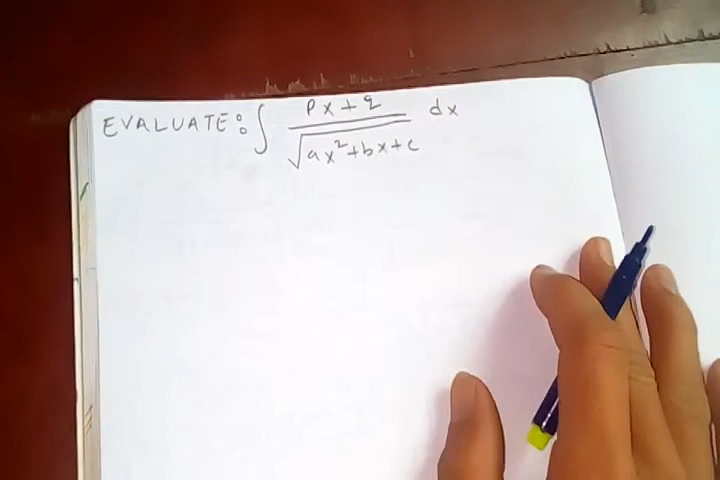 EVALUATE: ∫ px+q / √ax²+bx+c dx